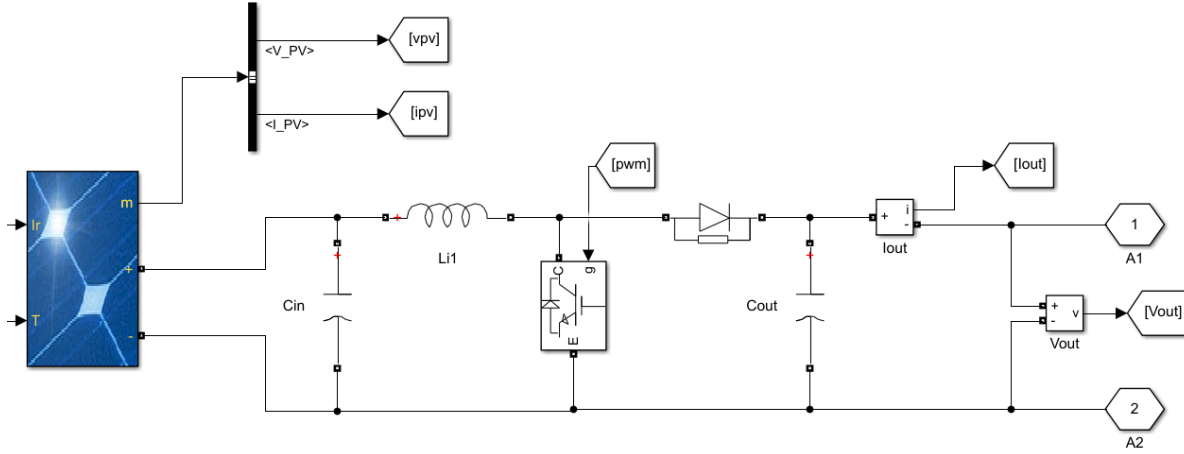 [vpv]
<V_PV>
[ipv]
<I_PV>
[pwm]
[Iout]
m
Ir
+
+
i
+
-
1
Iout
A1
Li1
+
C
g
+
+
T
-
Cin
E
Cout
+
-
v
[Vout]
Vout
2
A2